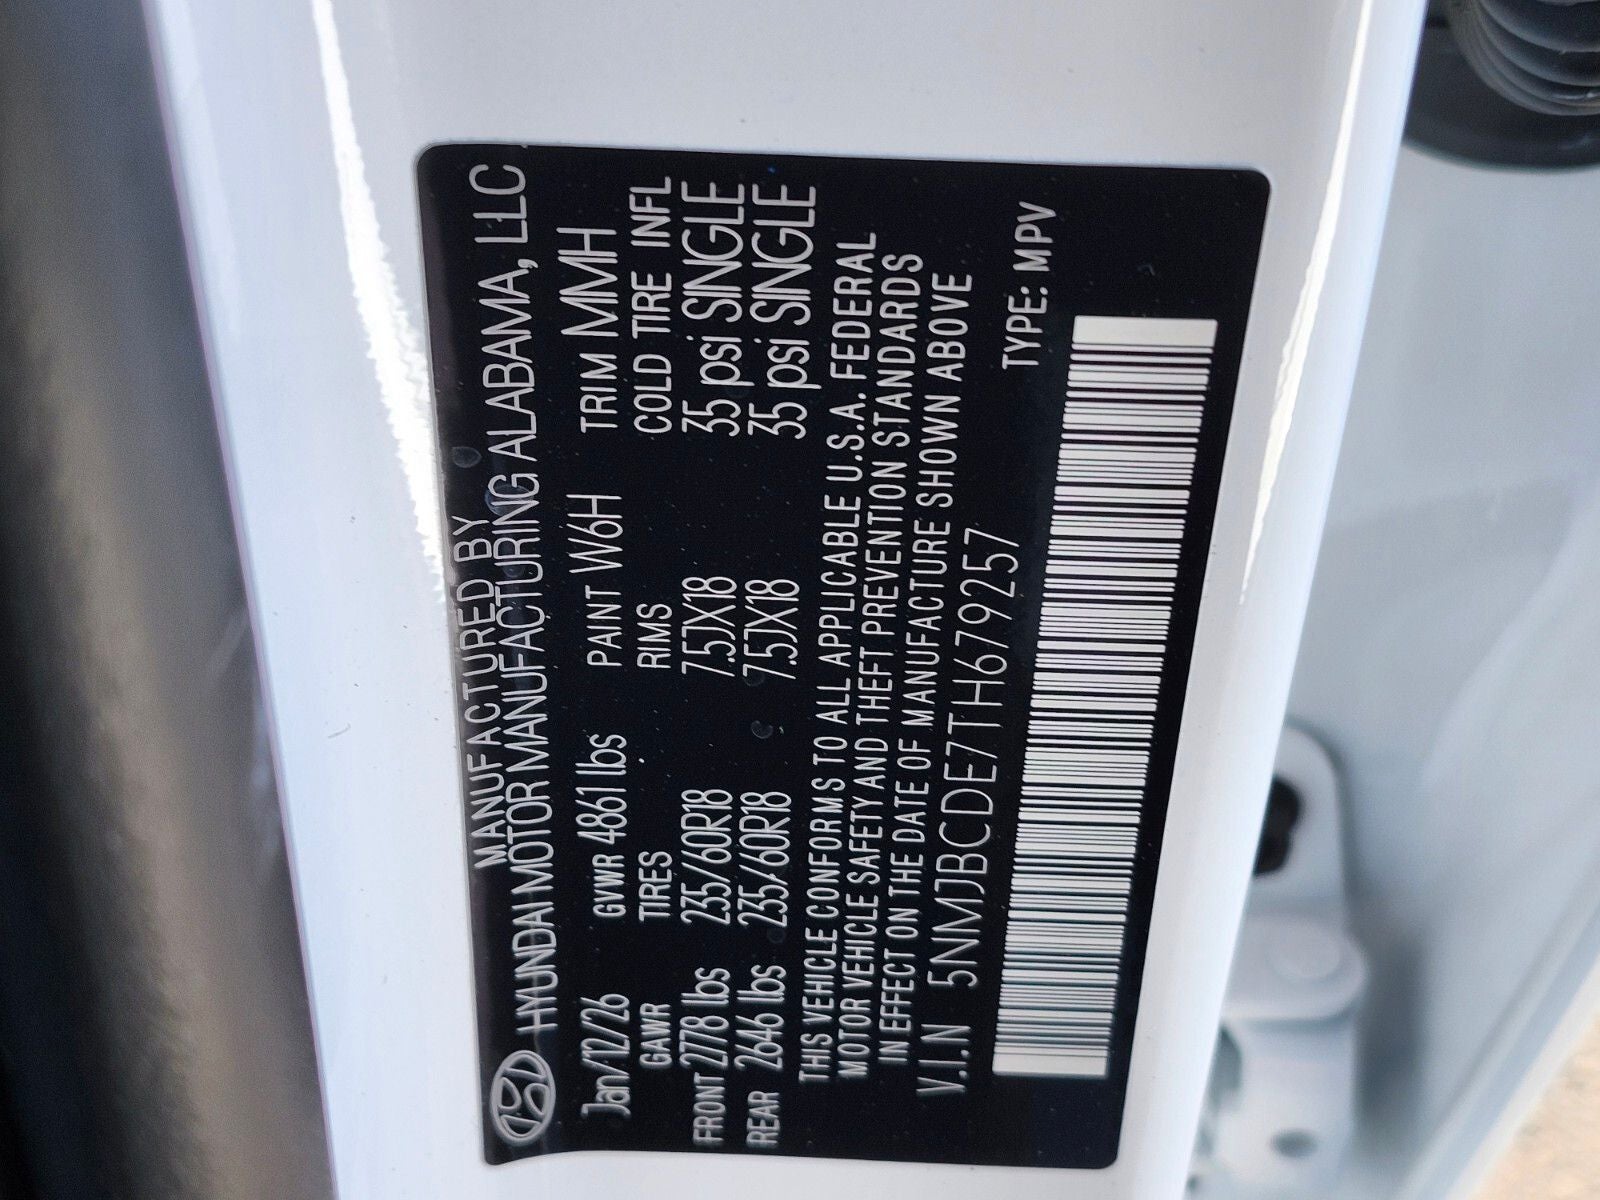 MANUFACTURED BY
HYUNDAI MOTOR MANUFACTURING ALABAMA, LLC
Jan/12/26 GVWR 4861 lbs PAINT W6H TRIM MMH
GAWR TIRES RIMS COLD TIRE INFL
FRONT 2778 lbs 235/60R18 7.5JX18 35 psi SINGLE
REAR 2646 lbs 235/60R18 7.5JX18 35 psi SINGLE
THIS VEHICLE CONFORMS TO ALL APPLICABLE U.S.A. FEDERAL
MOTOR VEHICLE SAFETY AND THEFT PREVENTION STANDARDS
IN EFFECT ON THE DATE OF MANUFACTURE SHOWN ABOVE
V.I.N 5NMJBCDE7TH679257
TYPE: MPV